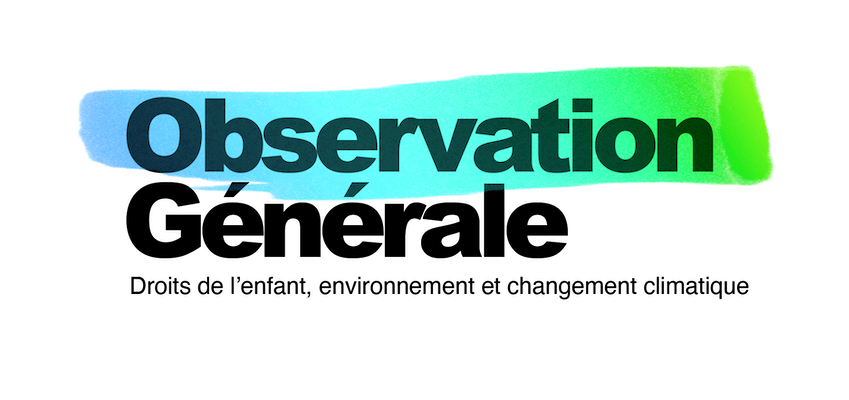 Observation
Générale
Droits de l’enfant, environnement et changement climatique